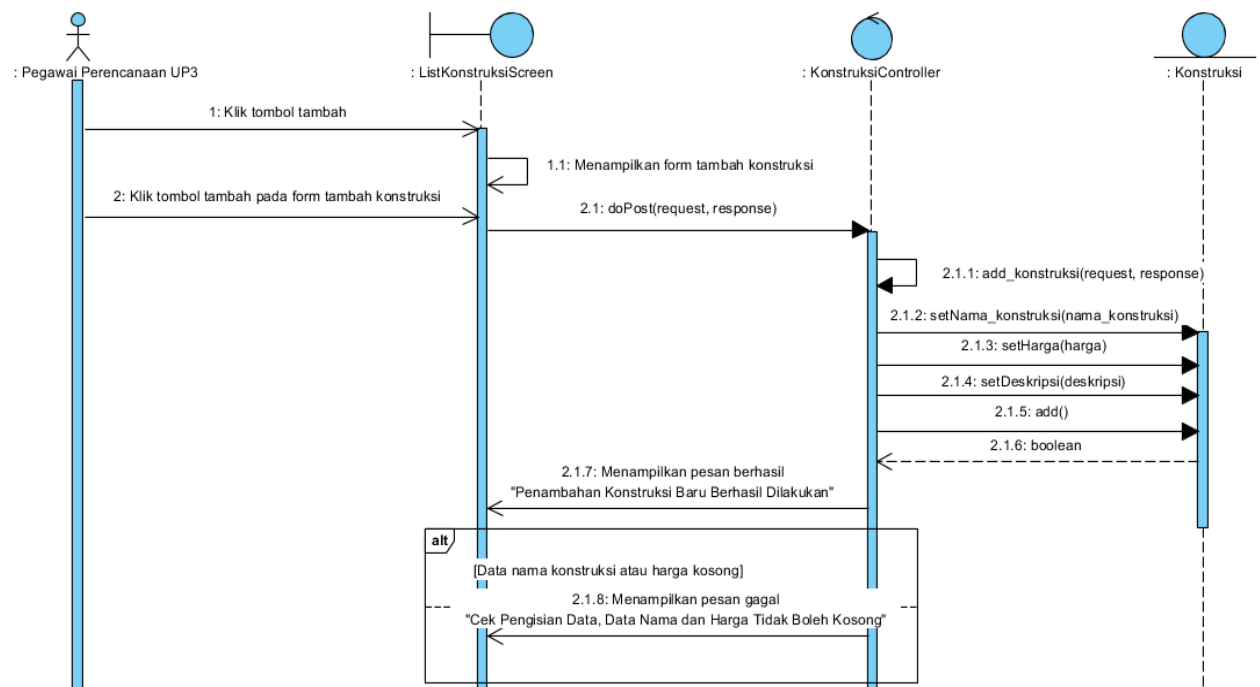 : Pegawai Perencanaan UP3
: ListKonstruksiScreen
: KonstruksiController
: Konstruksi
1: Klik tombol tambah
1.1: Menampilkan form tambah konstruksi
2: Klik tombol tambah pada form tambah konstruksi
2.1: doPost(request, response)
2.1.1: add_konstruksi(request, response)
2.1.2: setNama_konstruksi(nama_konstruksi)
2.1.3: setHarga(harga)
2.1.4: setDeskripsi(deskripsi)
2.1.5: add()
2.1.6: boolean
2.1.7: Menampilkan pesan berhasil
"Penambahan Konstruksi Baru Berhasil Dilakukan"
alt
[Data nama konstruksi atau harga kosong]
2.1.8: Menampilkan pesan gagal
"Cek Pengisian Data, Data Nama dan Harga Tidak Boleh Kosong"